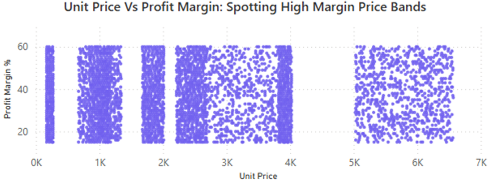 Unit Price Vs Profit Margin: Spotting High Margin Price Bands
Profit Margin %
60
40
20
0K 1K 2K 3K 4K 5K 6K 7K
Unit Price